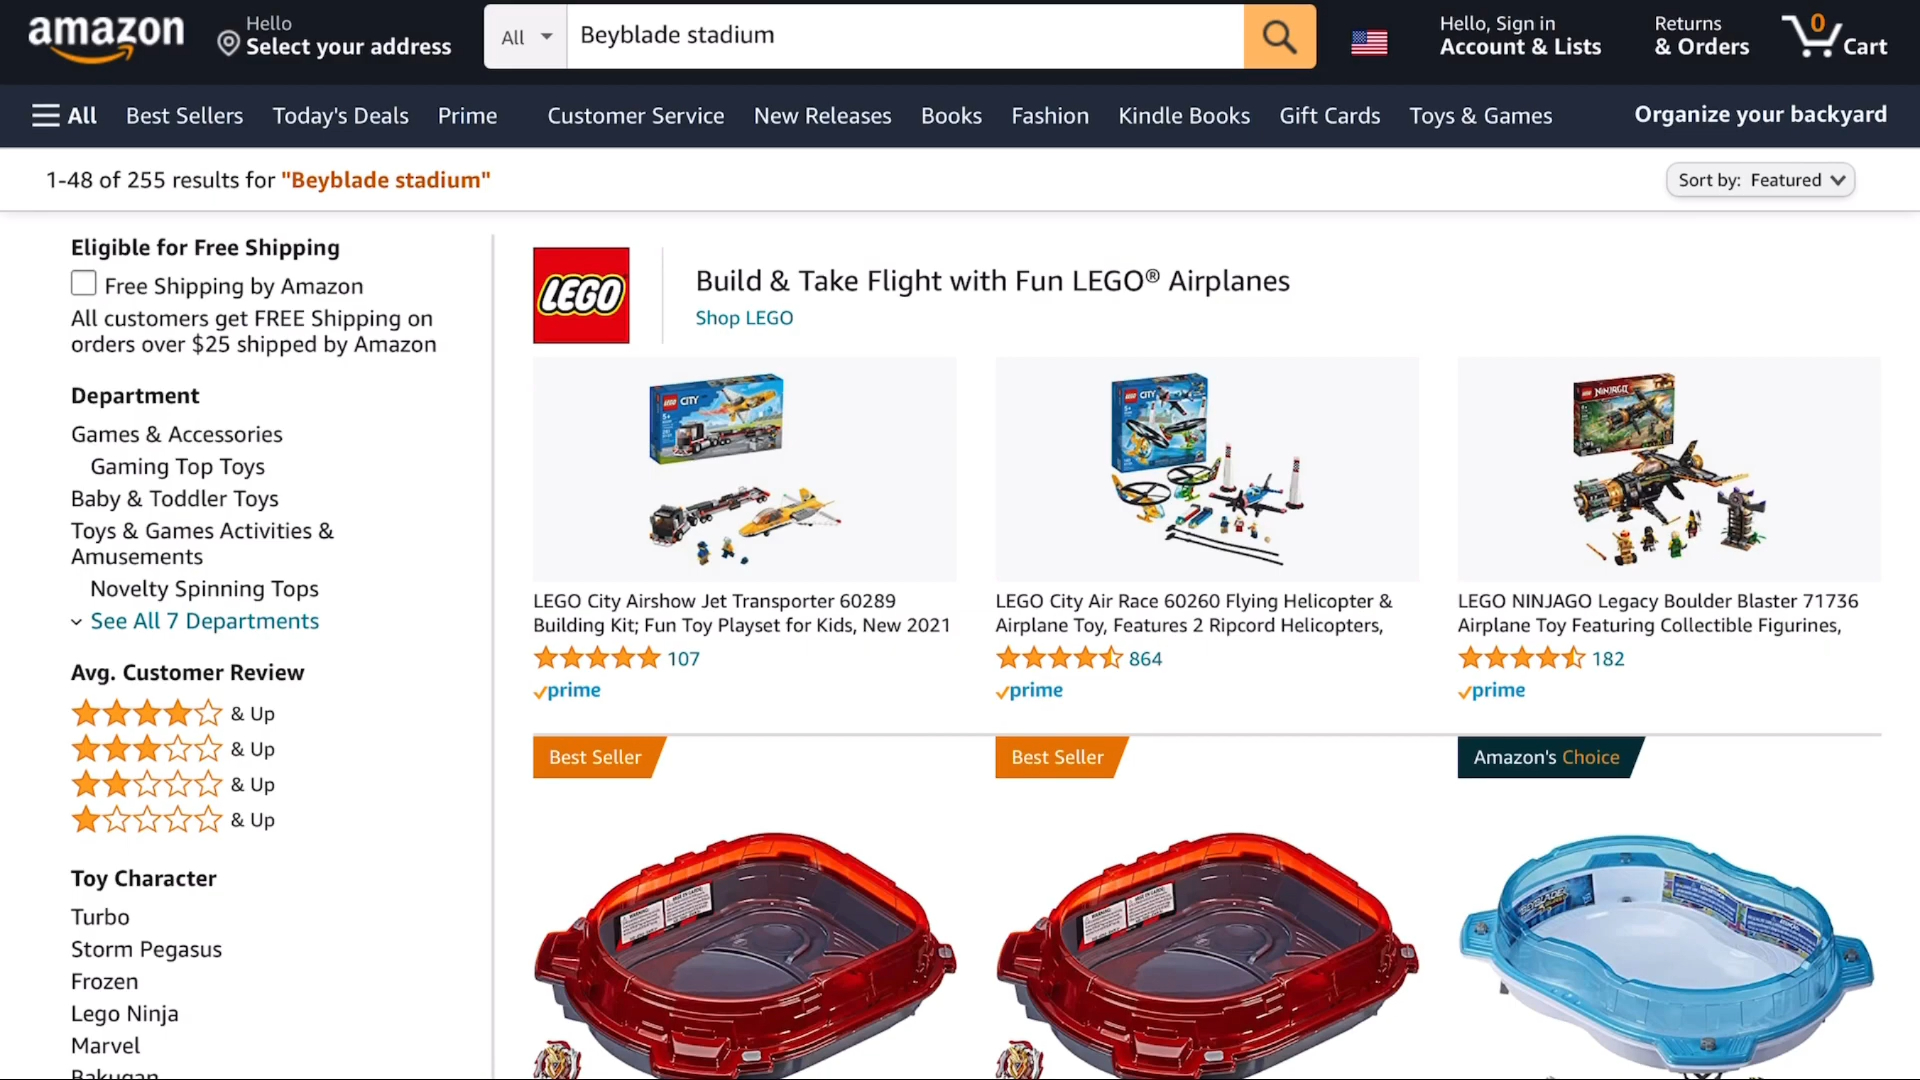 amazon
Hello
Select your address
All
Beyblade stadium
Hello, Sign in
Account & Lists
Returns
& Orders
0
Cart
All
Best Sellers
Today's Deals
Prime
Customer Service
New Releases
Books
Fashion
Kindle Books
Gift Cards
Toys & Games
Organize your backyard
1-48 of 255 results for "Beyblade stadium"
Sort by: Featured
Eligible for Free Shipping
Free Shipping by Amazon
All customers get FREE Shipping on
orders over $25 shipped by Amazon
Department
Games & Accessories
Gaming Top Toys
Baby & Toddler Toys
Toys & Games Activities &
Amusements
Novelty Spinning Tops
See All 7 Departments
Avg. Customer Review
& Up
& Up
& Up
& Up
Toy Character
Turbo
Storm Pegasus
Frozen
Lego Ninja
Marvel
Bakugan
LEGO
Build & Take Flight with Fun LEGO® Airplanes
Shop LEGO
CITY
CITY
NINJAGO
LEGO City Airshow Jet Transporter 60289
Building Kit; Fun Toy Playset for Kids, New 2021
107
prime
LEGO City Air Race 60260 Flying Helicopter &
Airplane Toy, Features 2 Ripcord Helicopters,
864
prime
LEGO NINJAGO Legacy Boulder Blaster 71736
Airplane Toy Featuring Collectible Figurines,
182
prime
Best Seller
Best Seller
Amazon's Choice